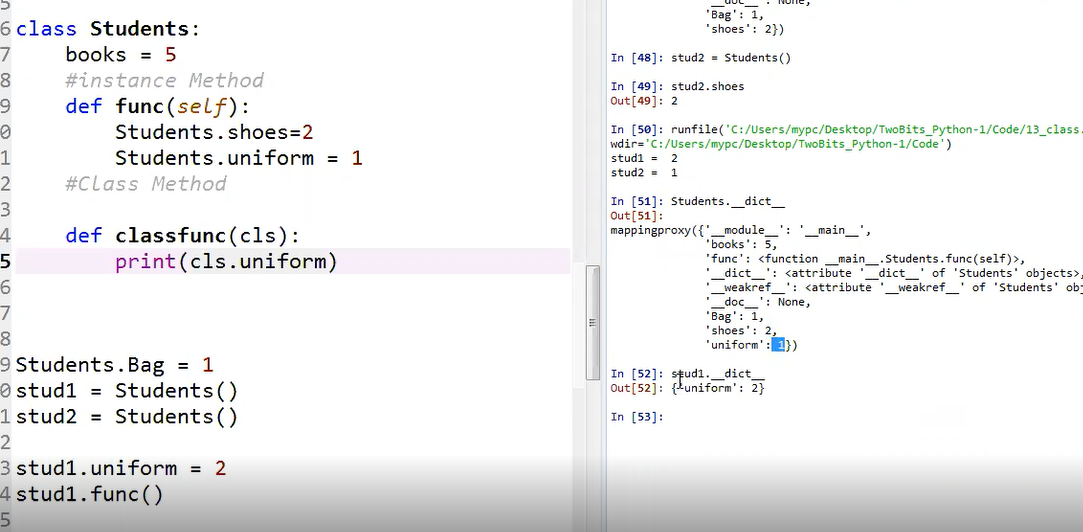 6 class Students:
7 books = 5
8 #instance Method
9 def func(self):
0 Students.shoes=2
1 Students.uniform = 1
2 #Class Method
3
4 def classfunc(cls):
5 print(cls.uniform)
6
7
8
9 Students.Bag = 1
0 stud1 = Students()
1 stud2 = Students()
2
3 stud1.uniform = 2
4 stud1.func()
5
'__doc__': None,
'Bag': 1,
'shoes': 2})
In [48]: stud2 = Students()
In [49]: stud2.shoes
Out[49]: 2
In [50]: runfile('C:/Users/mypc/Desktop/TwoBits_Python-1/Code/13_class.
wdir='C:/Users/mypc/Desktop/TwoBits_Python-1/Code')
stud1 = 2
stud2 = 1
In [51]: Students.__dict__
Out[51]:
mappingproxy({'__module__': '__main__',
'books': 5,
'func': <function __main__.Students.func(self)>,
'__dict__': <attribute '__dict__' of 'Students' objects>,
'__weakref__': <attribute '__weakref__' of 'Students' obj
'__doc__': None,
'Bag': 1,
'shoes': 2,
'uniform': 1})
In [52]: stud1.__dict__
Out[52]: {'uniform': 2}
In [53]: